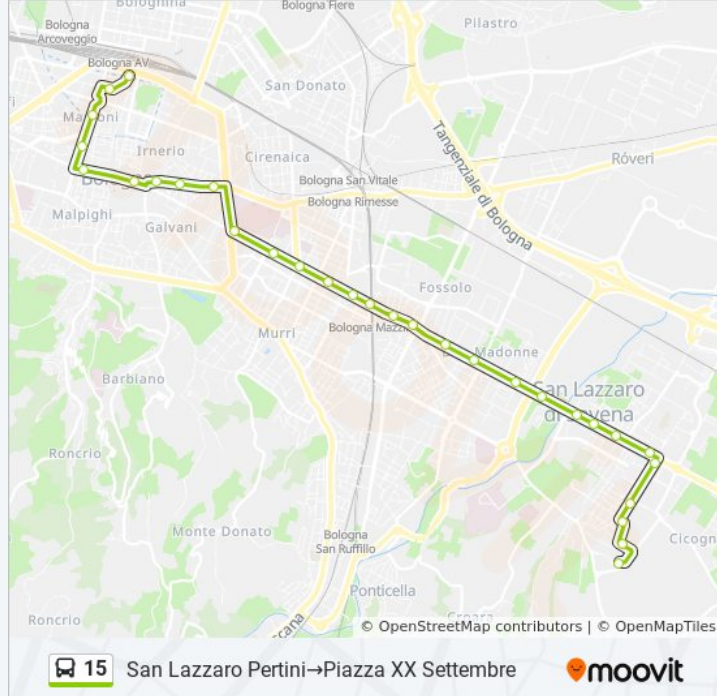 Bolognina
Bologna Fiere
Pilastro
Bologna
Arcoveggio
Bologna AV
San Donato
Tangenziale di Bologna
Irnerio
Cirenaica
Róveri
Bologna San Vitale
Bologna Rimesse
Malpighi
Galvani
Fossolo
Murri
Madonne
Barbiano
San Lazzaro
Roncrio
Monte Donato
Bologna
San Ruffillo
Cicogn
Ponticella
Roncrio
© OpenStreetMap contributors | © OpenMapTiles
15
San Lazzaro Pertini→Piazza XX Settembre
moovit